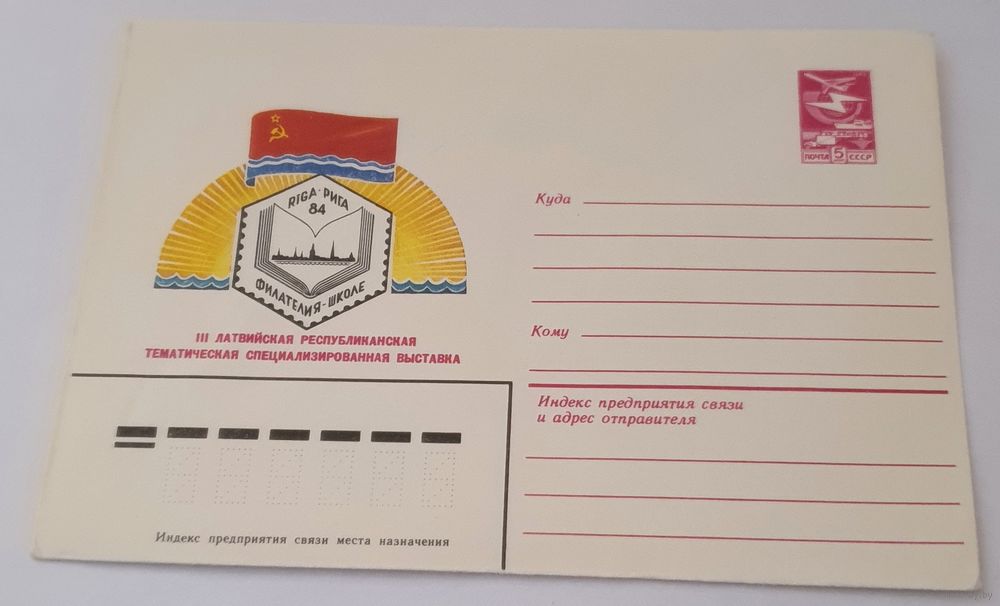 RĪGA-РИГА
84
ФИЛАТЕЛИЯ-ШКОЛЕ
III ЛАТВИЙСКАЯ РЕСПУБЛИКАНСКАЯ
ТЕМАТИЧЕСКАЯ СПЕЦИАЛИЗИРОВАННАЯ ВЫСТАВКА
ПОЧТА 5 СССР
Куда
Кому
Индекс предприятия связи
и адрес отправителя
Индекс предприятия связи места назначения